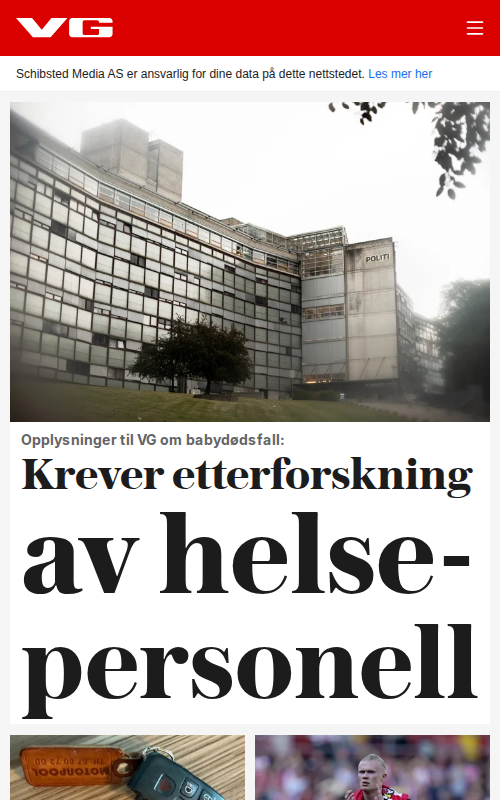 VG
Schibsted Media AS er ansvarlig for dine data på dette nettstedet. Les mer her
POLITI
Opplysninger til VG om babydødsfall:
Krever etterforskning
av helse-
personell
MOTORPOOL